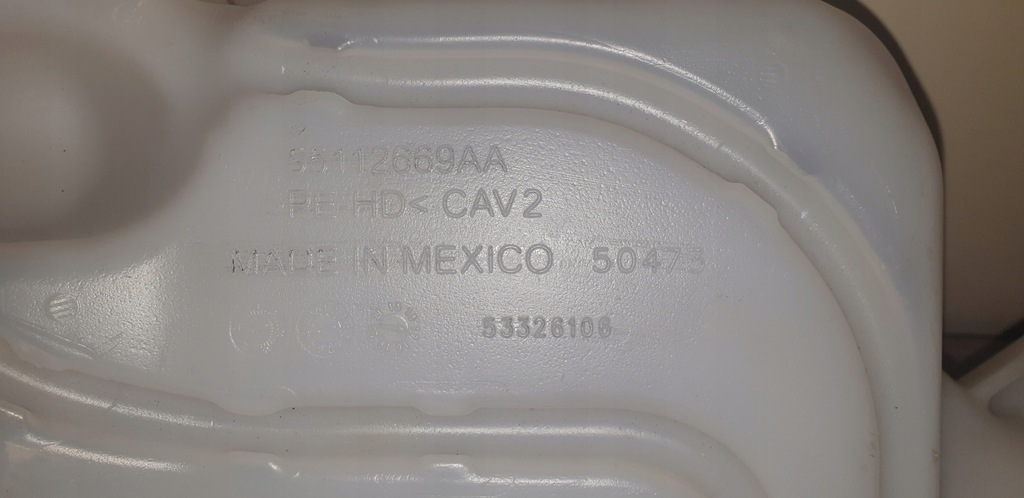 55112669AA
PE-HD< CAV2
MADE IN MEXICO 50473
53326106